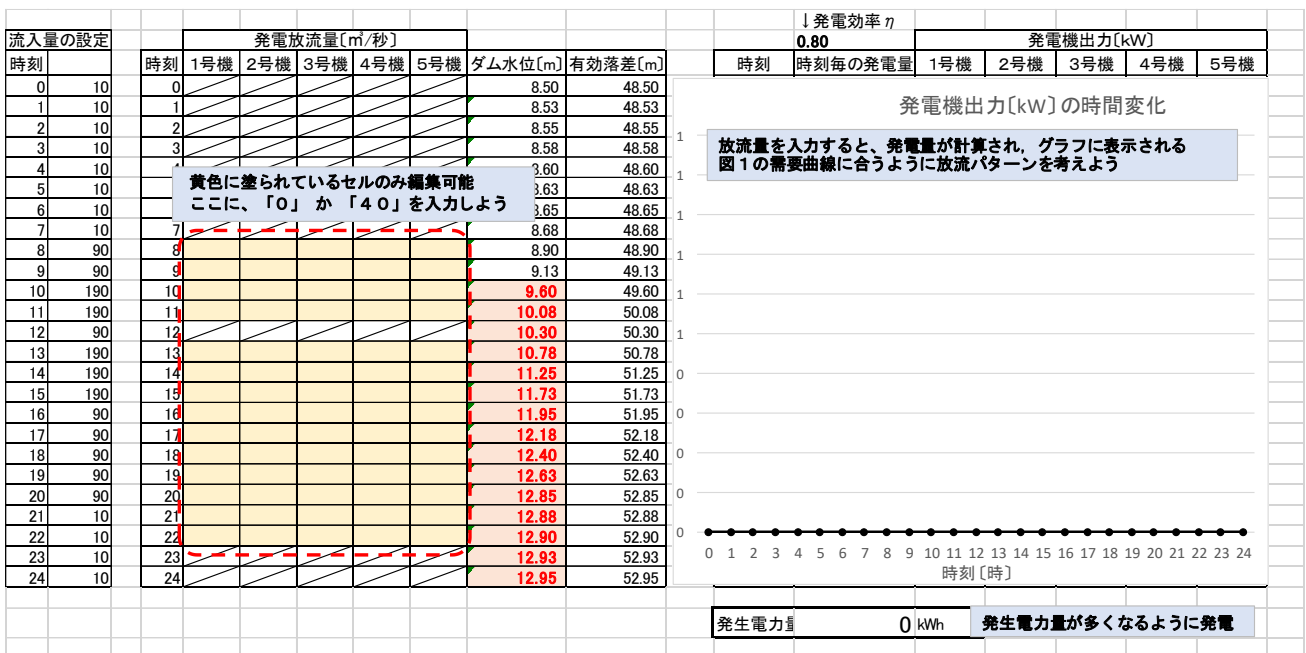 ↓発電効率η
流入量の設定 発電放流量〔㎥/秒〕 0.80 発電機出力〔kW〕
時刻 時刻 1号機 2号機 3号機 4号機 5号機 ダム水位〔m〕 有効落差〔m〕 時刻 時刻毎の発電量 1号機 2号機 3号機 4号機 5号機
0 10 0 8.50 48.50
1 10 1 8.53 48.53
2 10 2 8.55 48.55
3 10 3 8.58 48.58
4 10 48.60
5 10 48.63
6 10 48.65
7 10 7 8.68 48.68
8 90 8 8.90 48.90
9 90 9 9.13 49.13
10 190 10 9.60 49.60
11 190 11 10.08 50.08
12 90 12 10.30 50.30
13 190 13 10.78 50.78
14 190 14 11.25 51.25
15 190 15 11.73 51.73
16 90 16 11.95 51.95
17 90 17 12.18 52.18
18 90 18 12.40 52.40
19 90 19 12.63 52.63
20 90 20 12.85 52.85
21 10 21 12.88 52.88
22 10 22 12.90 52.90
23 10 23 12.93 52.93
24 10 24 12.95 52.95
黄色に塗られているセルのみ編集可能
ここに、「0」 か 「40」を入力しよう
発電機出力〔kW〕の時間変化
放流量を入力すると、発電量が計算され，グラフに表示される
図1の需要曲線に合うように放流パターンを考えよう
1
1
1
1
1
1
0
0
0
0
0
0 1 2 3 4 5 6 7 8 9 10 11 12 13 14 15 16 17 18 19 20 21 22 23 24
時刻〔時〕
発生電力量 0 kWh 発生電力量が多くなるように発電